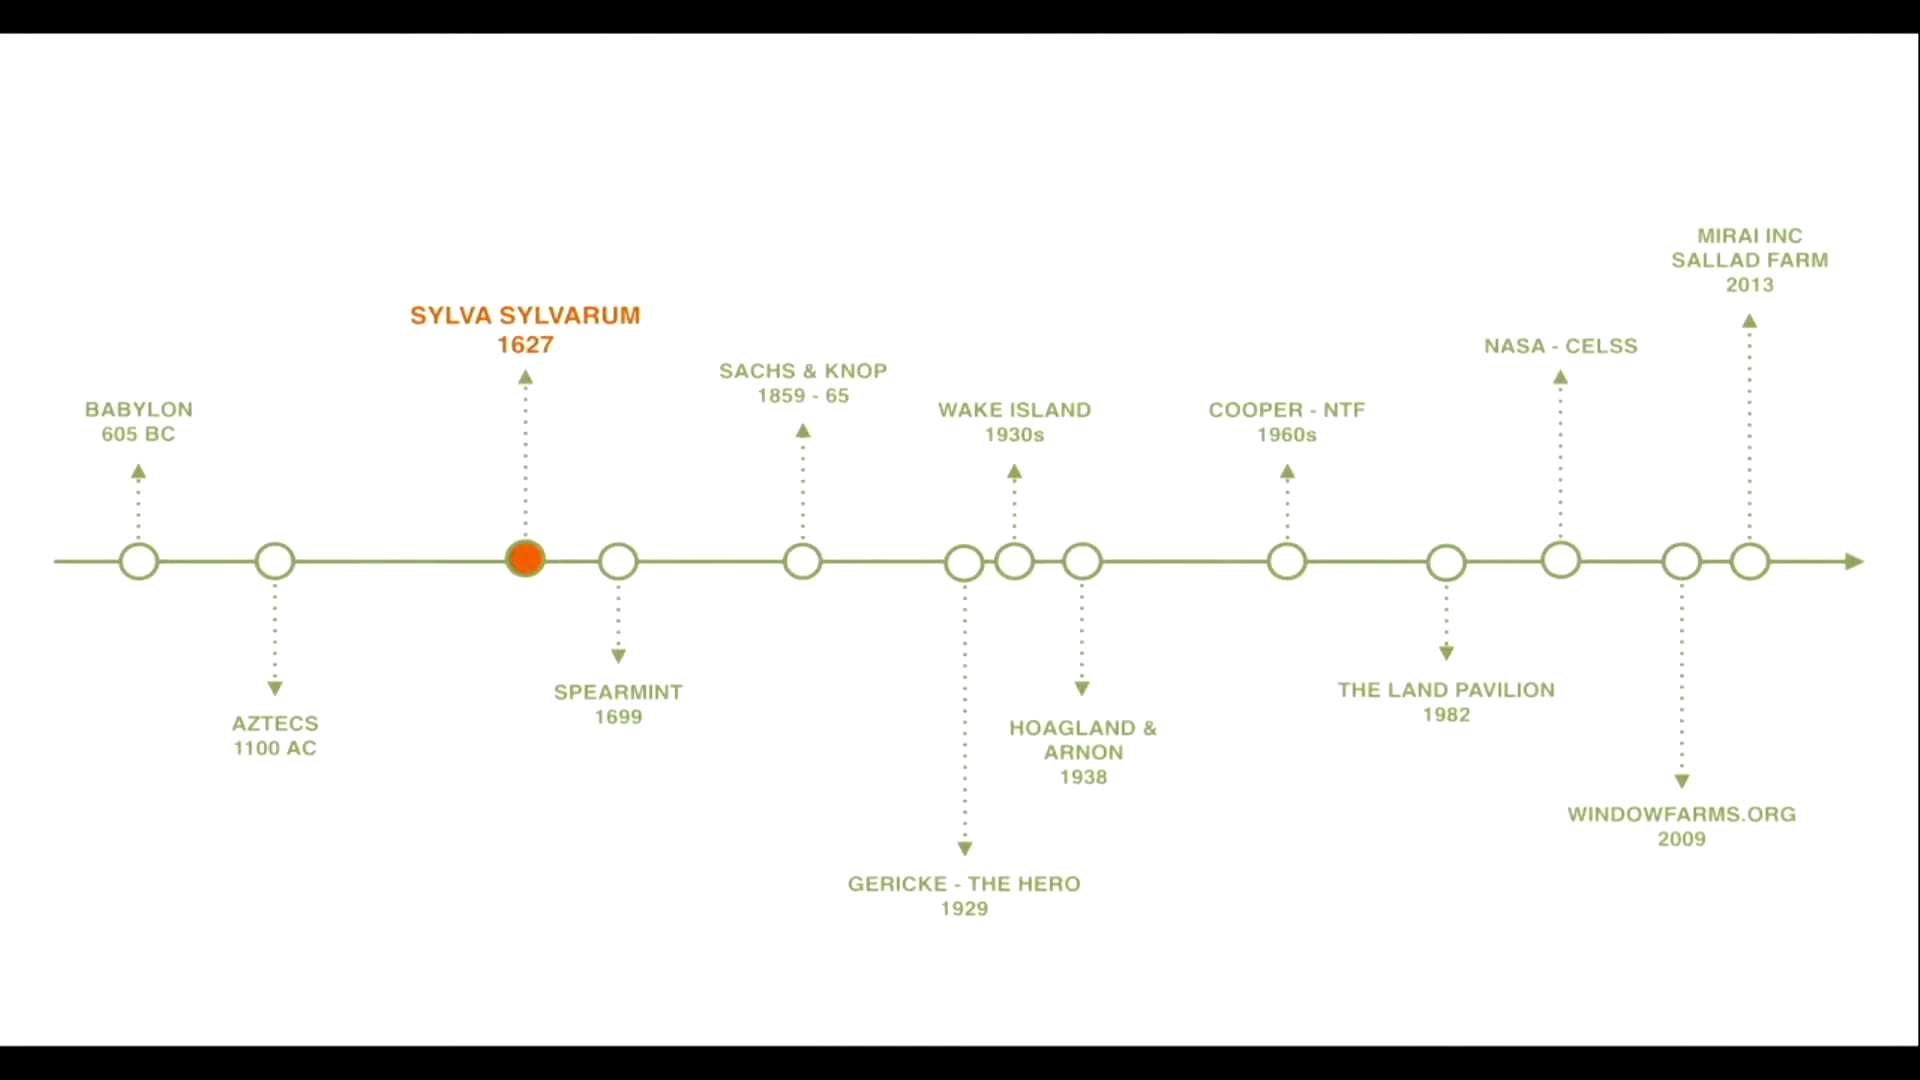 BABYLON
605 BC
AZTECS
1100 AC
SYLVA SYLVARUM
1627
SPEARMINT
1699
SACHS & KNOP
1859 - 65
GERICKE - THE HERO
1929
WAKE ISLAND
1930s
HOAGLAND &
ARNON
1938
COOPER - NTF
1960s
THE LAND PAVILION
1982
NASA - CELSS
WINDOWFARMS.ORG
2009
MIRAI INC
SALLAD FARM
2013